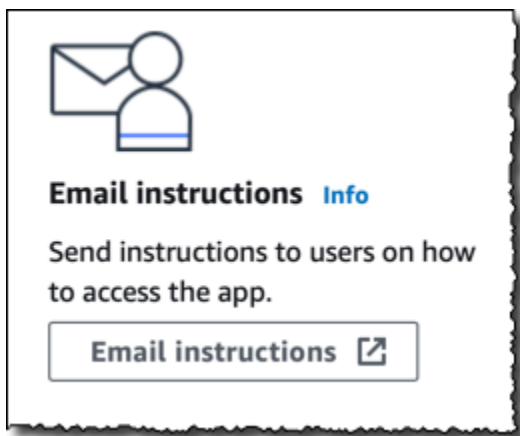 Email instructions Info
Send instructions to users on how
to access the app.
Email instructions